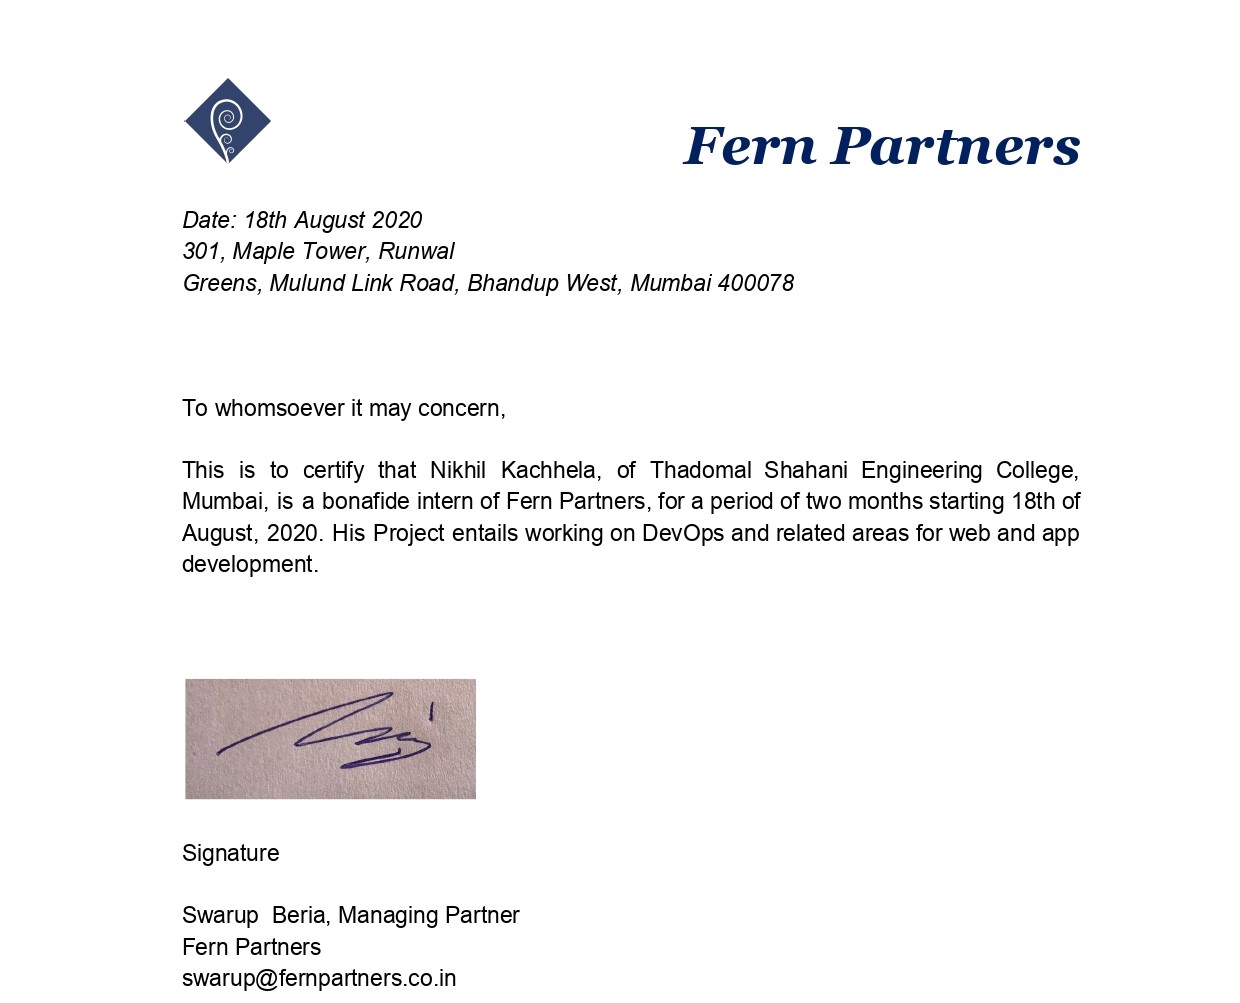 Fern Partners
Date: 18th August 2020
301, Maple Tower, Runwal
Greens, Mulund Link Road, Bhandup West, Mumbai 400078
To whomsoever it may concern,
This is to certify that Nikhil Kachhela, of Thadomal Shahani Engineering College,
Mumbai, is a bonafide intern of Fern Partners, for a period of two months starting 18th of
August, 2020. His Project entails working on DevOps and related areas for web and app
development.
Signature
Swarup Beria, Managing Partner
Fern Partners
swarup@fernpartners.co.in